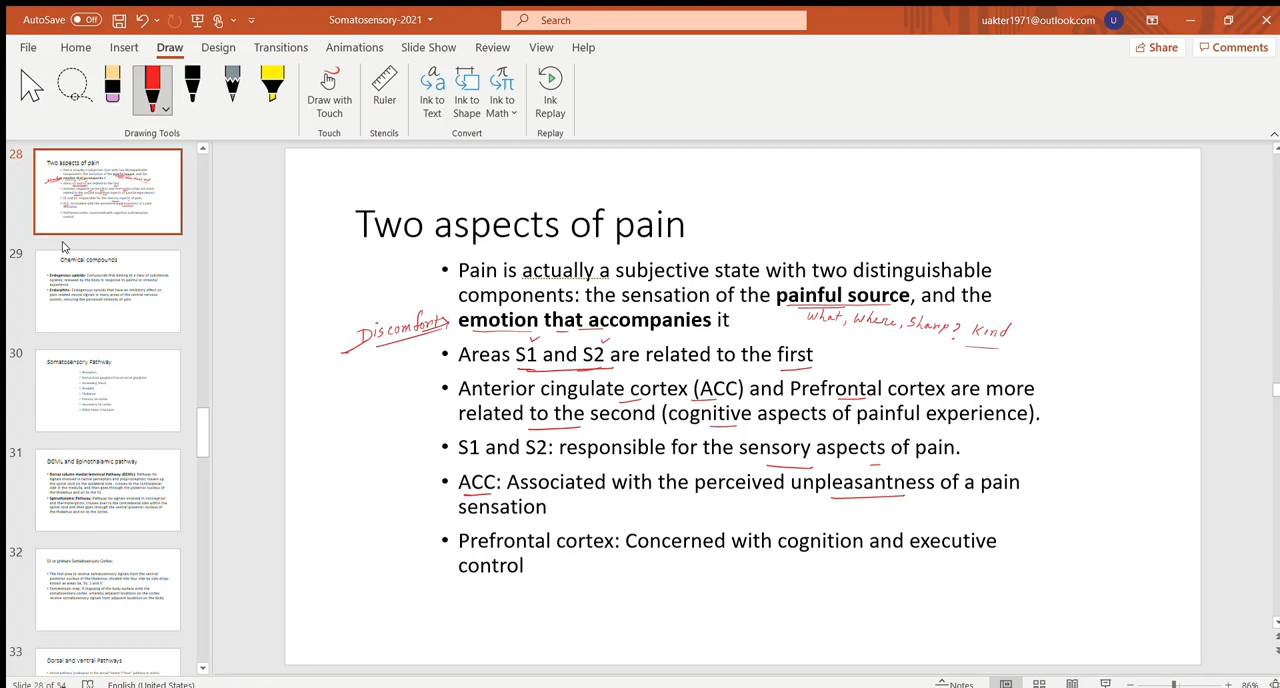 AutoSave Off
Somatosensory-2021
Search
uakter1971@outlook.com
U
File Home Insert Draw Design Transitions Animations Slide Show Review View Help
Share Comments
Draw with Touch
Ruler
Ink to Text
Ink to Shape
Ink to Math
Ink Replay
Drawing Tools Touch Stencils Convert Replay
28
Two aspects of pain
29
Chemical compounds
30
Somatosensory Pathway
31
DCML and Spinothalamic pathway
32
S1 or primary Somatosensory Cortex
33
Dorsal and Ventral Pathways
Two aspects of pain
• Pain is actually a subjective state with two distinguishable
components: the sensation of the painful source, and the
emotion that accompanies it
Discomfort
What, Where, Sharp? Kind
• Areas S1 and S2 are related to the first
• Anterior cingulate cortex (ACC) and Prefrontal cortex are more
related to the second (cognitive aspects of painful experience).
• S1 and S2: responsible for the sensory aspects of pain.
• ACC: Associated with the perceived unpleasantness of a pain
sensation
• Prefrontal cortex: Concerned with cognition and executive
control
Slide 28 of 54
English (United States)
Notes
86%